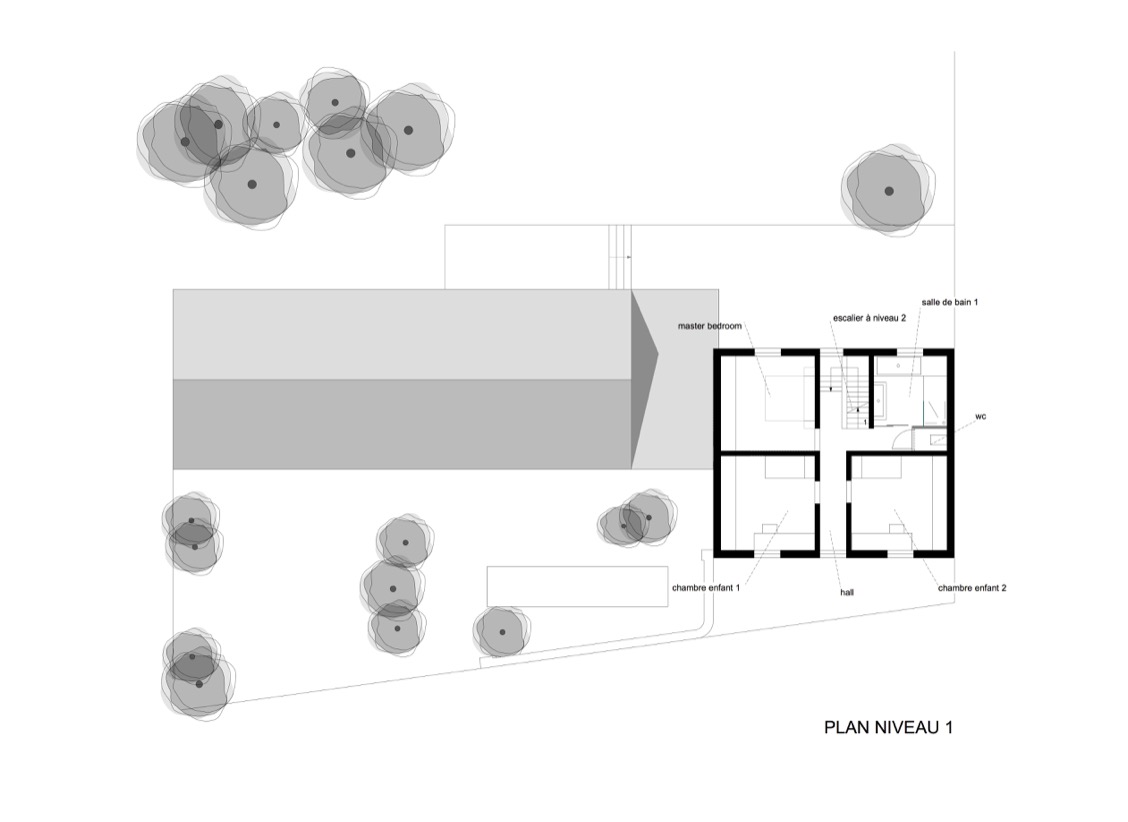 salle de bain 1
escalier à niveau 2
master bedroom
wc
1
chambre enfant 1
hall
chambre enfant 2
PLAN NIVEAU 1